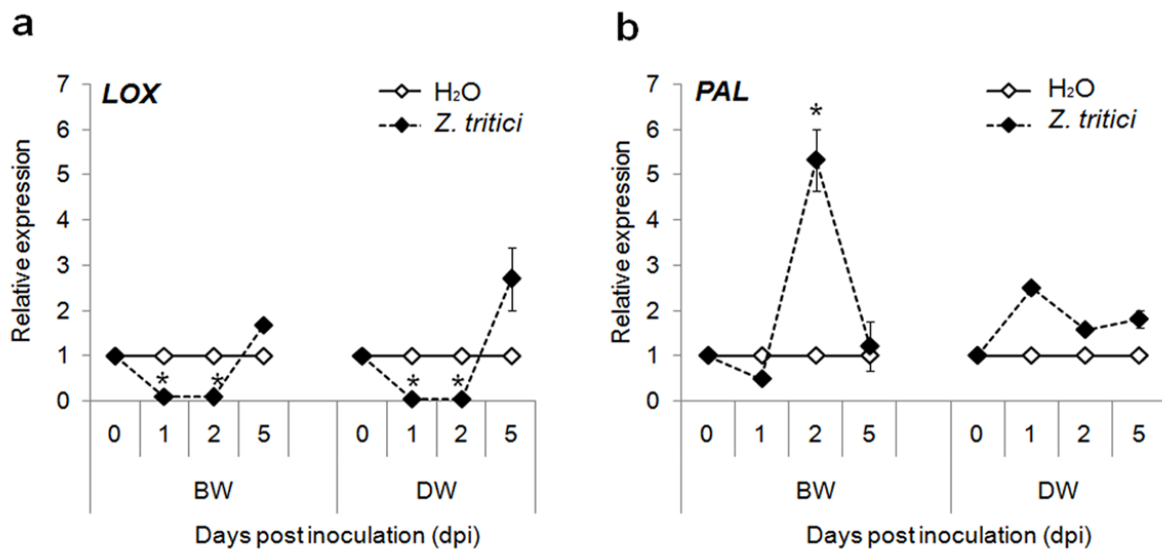 a
LOX
H₂O
Z. tritici
Relative expression
7
6
5
4
3
2
1
0
* * * *
0 1 2 5 0 1 2 5
BW DW
Days post inoculation (dpi)
b
PAL
H₂O
Z. tritici
Relative expression
7
6
5
4
3
2
1
0
*
0 1 2 5 0 1 2 5
BW DW
Days post inoculation (dpi)